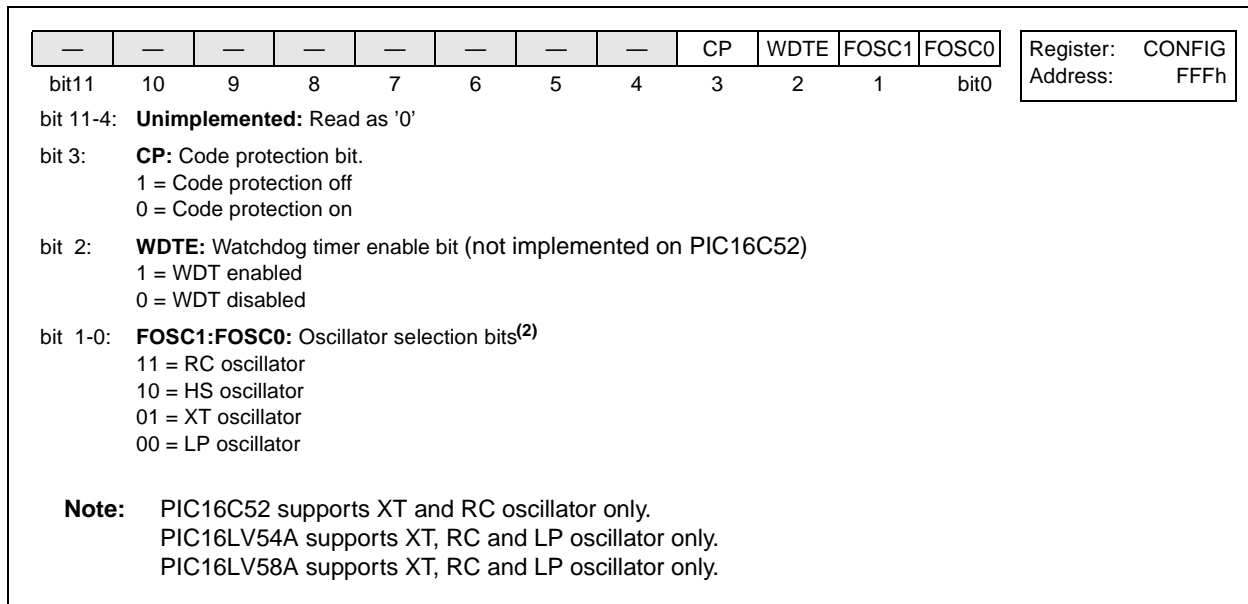 — — — — — — — — CP WDTE FOSC1 FOSC0 Register: CONFIG
bit11 10 9 8 7 6 5 4 3 2 1 bit0 Address: FFFh
bit 11-4: Unimplemented: Read as '0'
bit 3: CP: Code protection bit.
1 = Code protection off
0 = Code protection on
bit 2: WDTE: Watchdog timer enable bit (not implemented on PIC16C52)
1 = WDT enabled
0 = WDT disabled
bit 1-0: FOSC1:FOSC0: Oscillator selection bits(2)
11 = RC oscillator
10 = HS oscillator
01 = XT oscillator
00 = LP oscillator
Note: PIC16C52 supports XT and RC oscillator only.
PIC16LV54A supports XT, RC and LP oscillator only.
PIC16LV58A supports XT, RC and LP oscillator only.